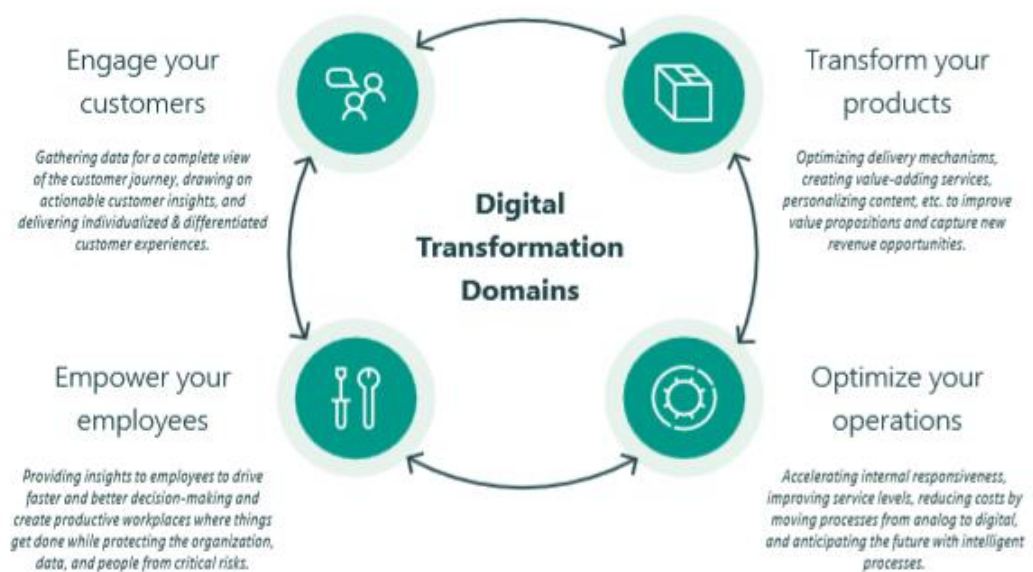 Engage your
customers
Gathering data for a complete view
of the customer journey, drawing on
actionable customer insights, and
delivering individualized & differentiated
customer experiences.
Transform your
products
Optimizing delivery mechanisms,
creating value-adding services,
personalizing content, etc. to improve
value propositions and capture new
revenue opportunities.
Digital
Transformation
Domains
Empower your
employees
Providing insights to employees to drive
faster and better decision-making and
create productive workplaces where things
get done while protecting the organization,
data, and people from critical risks.
Optimize your
operations
Accelerating internal responsiveness,
improving service levels, reducing costs by
moving processes from analog to digital,
and anticipating the future with intelligent
processes.